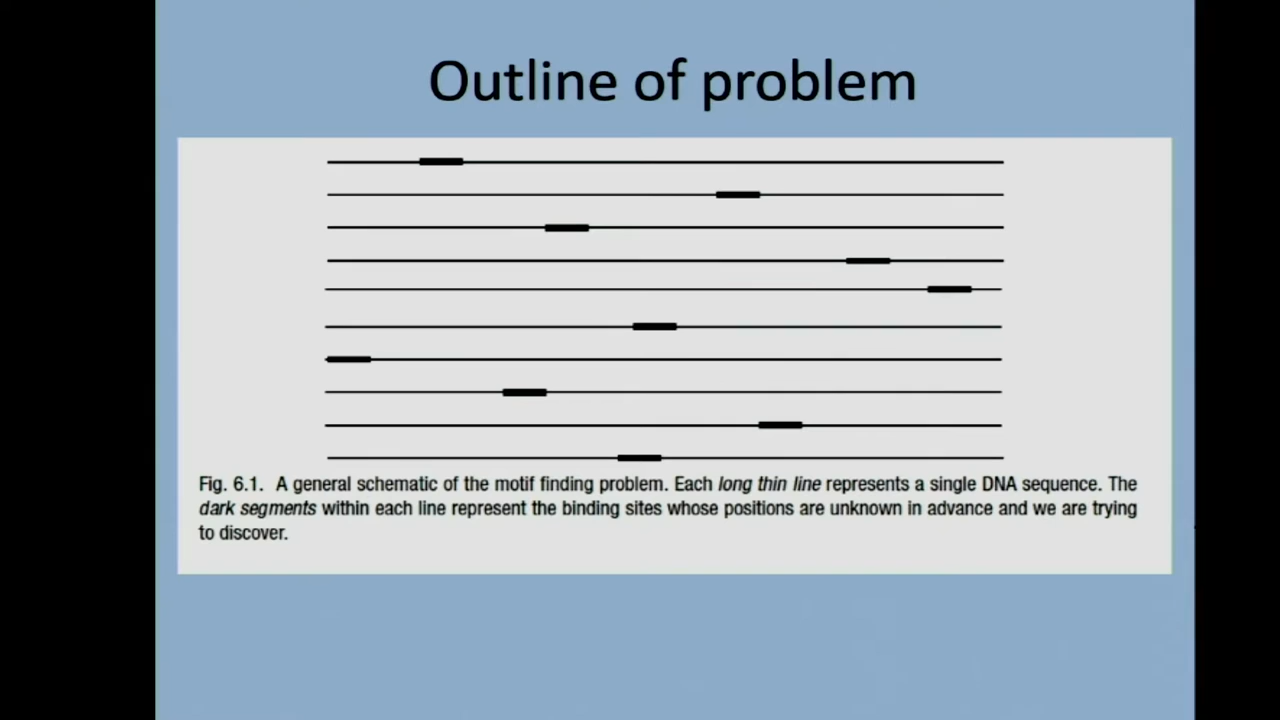 Outline of problem
Fig. 6.1. A general schematic of the motif finding problem. Each long thin line represents a single DNA sequence. The
dark segments within each line represent the binding sites whose positions are unknown in advance and we are trying
to discover.